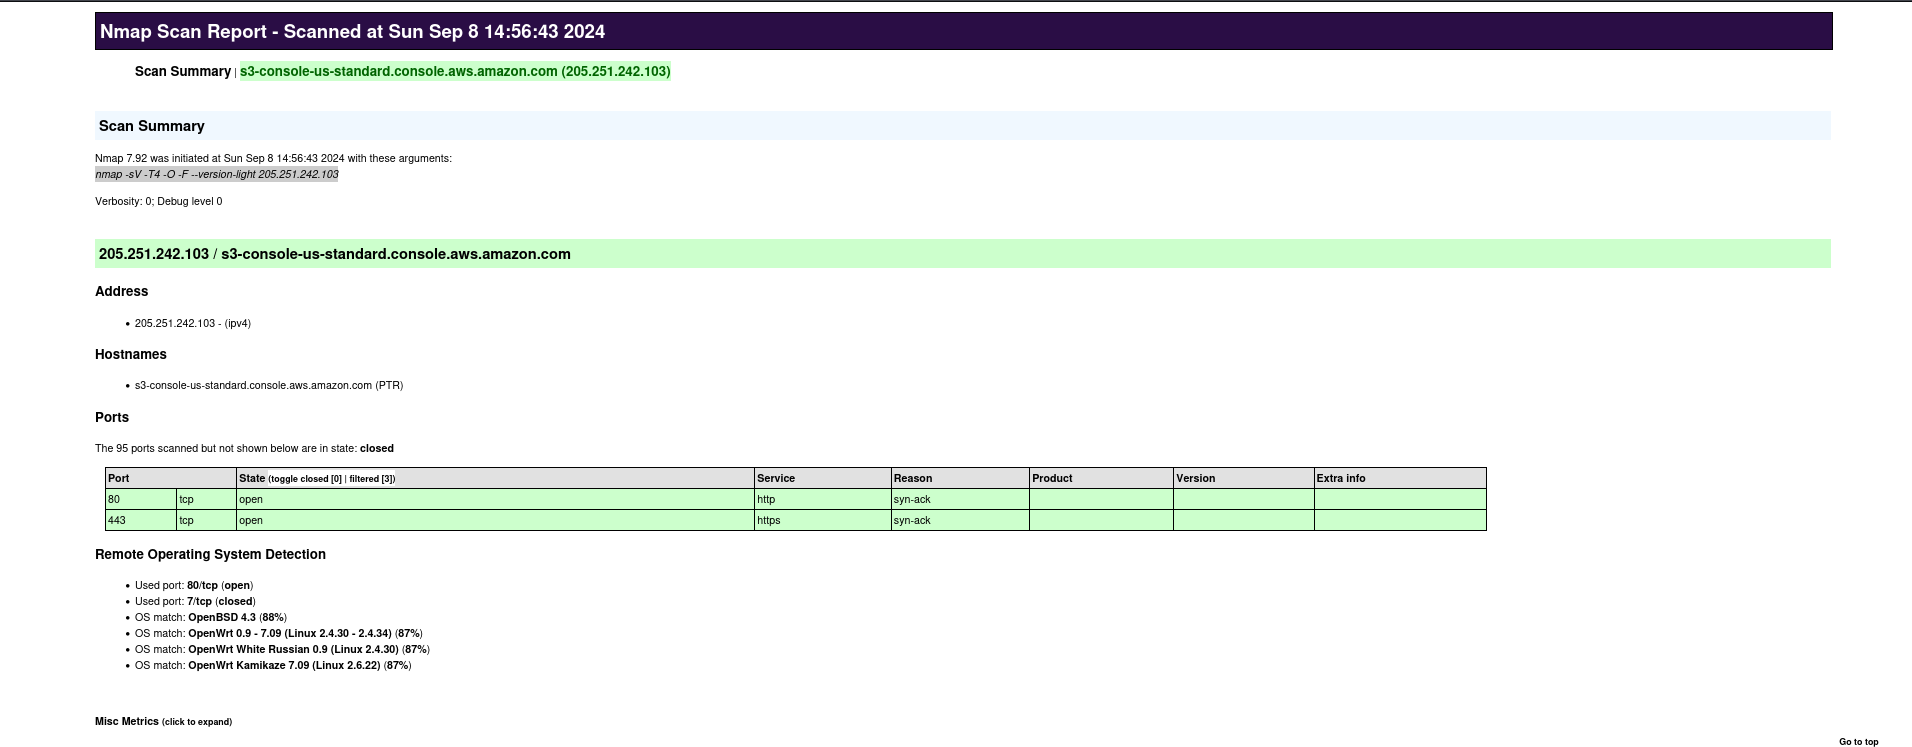 Nmap Scan Report - Scanned at Sun Sep 8 14:56:43 2024
Scan Summary | s3-console-us-standard.console.aws.amazon.com (205.251.242.103)
Scan Summary
Nmap 7.92 was initiated at Sun Sep 8 14:56:43 2024 with these arguments:
nmap -sV -T4 -O -F --version-light 205.251.242.103
Verbosity: 0; Debug level 0
205.251.242.103 / s3-console-us-standard.console.aws.amazon.com
Address
• 205.251.242.103 - (ipv4)
Hostnames
• s3-console-us-standard.console.aws.amazon.com (PTR)
Ports
The 95 ports scanned but not shown below are in state: closed
Port State (toggle closed [0] | filtered [3]) Service Reason Product Version Extra info
80 tcp open http syn-ack
443 tcp open https syn-ack
Remote Operating System Detection
• Used port: 80/tcp (open)
• Used port: 7/tcp (closed)
• OS match: OpenBSD 4.3 (88%)
• OS match: OpenWrt 0.9 - 7.09 (Linux 2.4.30 - 2.4.34) (87%)
• OS match: OpenWrt White Russian 0.9 (Linux 2.4.30) (87%)
• OS match: OpenWrt Kamikaze 7.09 (Linux 2.6.22) (87%)
Misc Metrics (click to expand)
Go to top